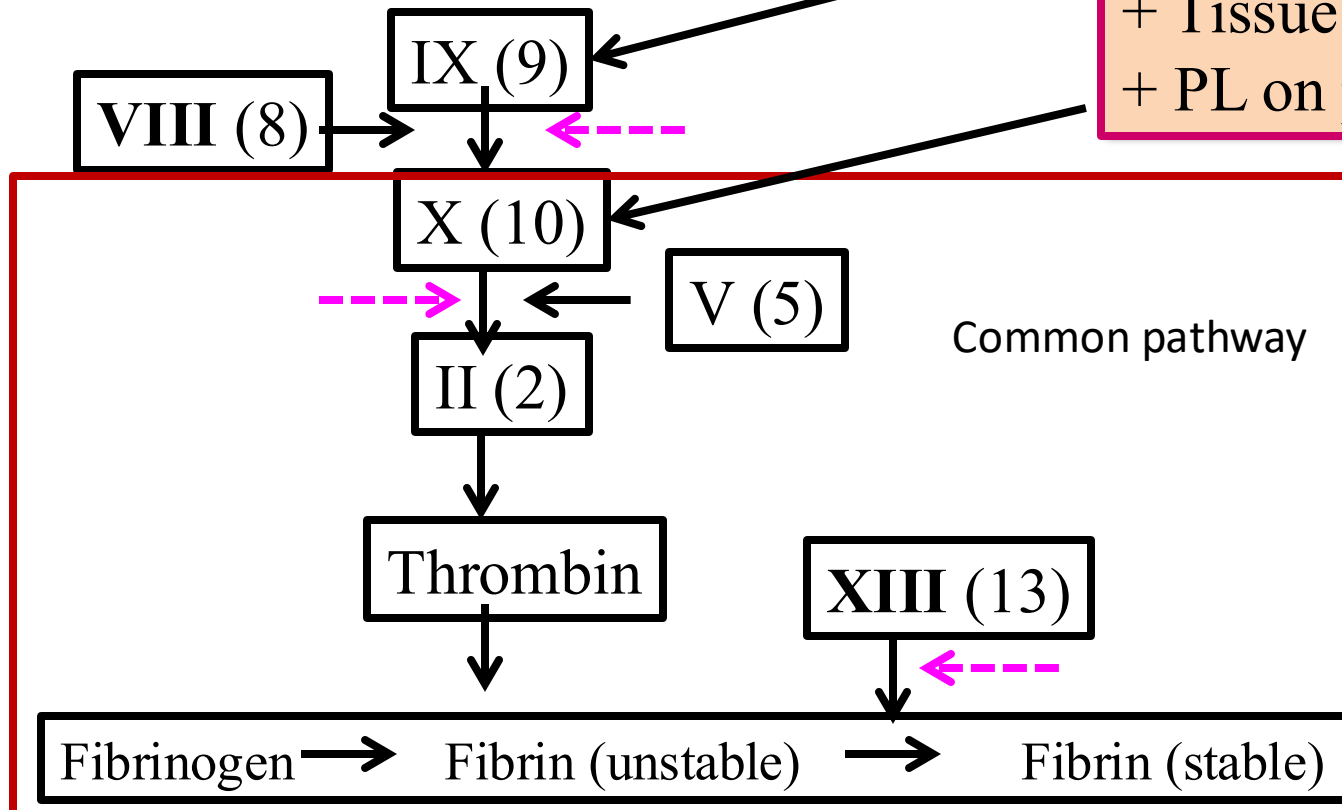 + Tissue
+ PL on
IX (9)
VIII (8)
X (10)
V (5)
Common pathway
II (2)
Thrombin
XIII (13)
Fibrinogen Fibrin (unstable) Fibrin (stable)